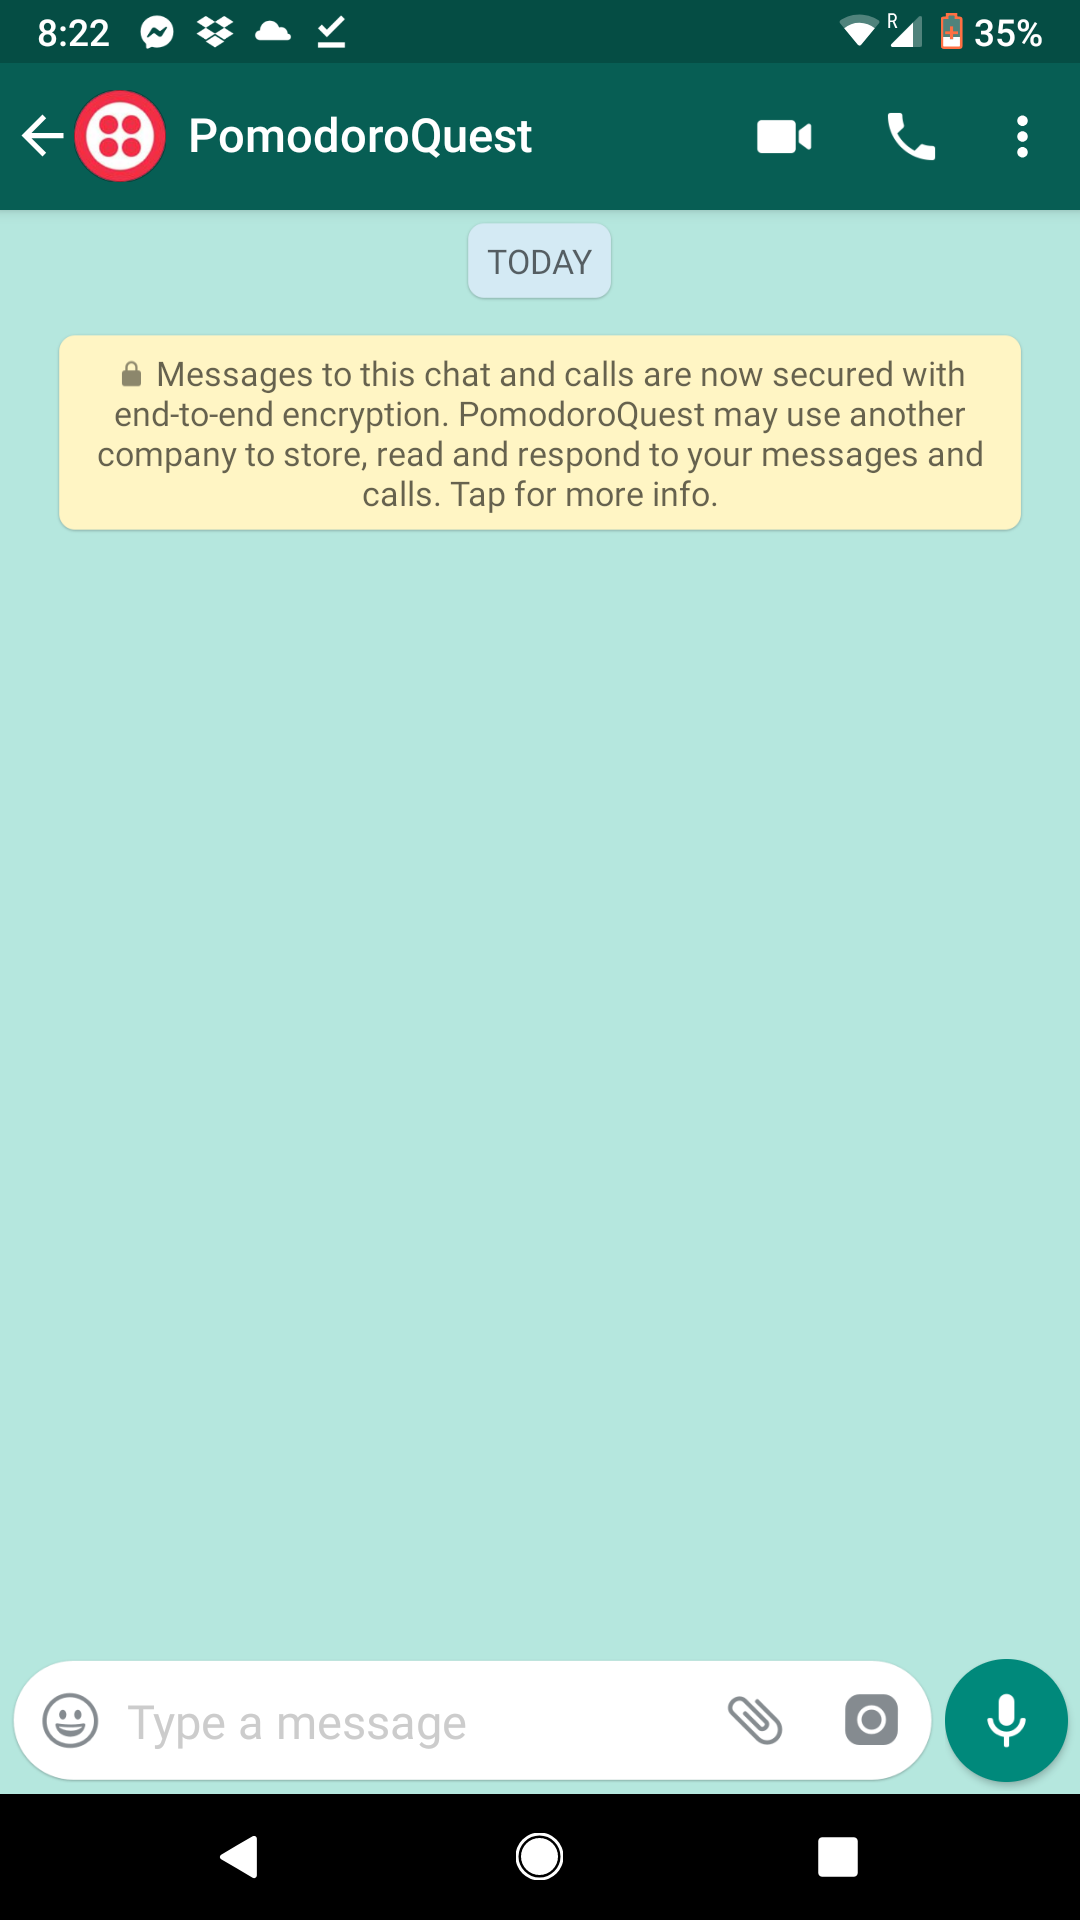 8:22
R
35%
PomodoroQuest
TODAY
Messages to this chat and calls are now secured with
end-to-end encryption. PomodoroQuest may use another
company to store, read and respond to your messages and
calls. Tap for more info.
Type a message